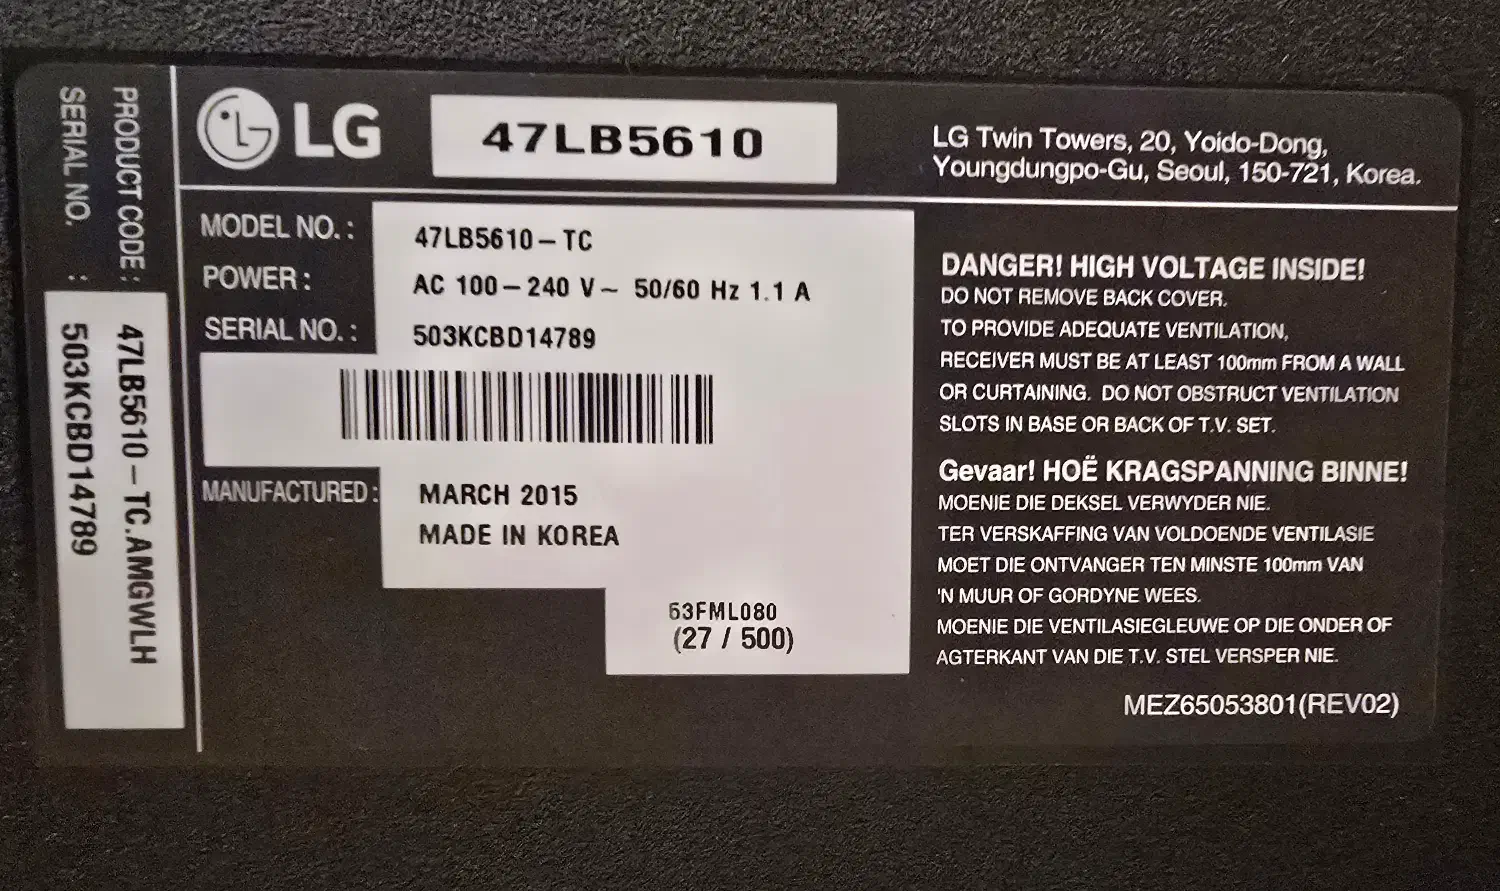 PRODUCT CODE : 47LB5610-TC.AMGWLH
SERIAL NO. : 503KCBD14789
LG
47LB5610
LG Twin Towers, 20, Yoido-Dong,
Youngdungpo-Gu, Seoul, 150-721, Korea.
MODEL NO. : 47LB5610-TC
POWER : AC 100-240 V~ 50/60 Hz 1.1 A
SERIAL NO. : 503KCBD14789
MANUFACTURED : MARCH 2015
MADE IN KOREA
63FML080
(27 / 500)
DANGER! HIGH VOLTAGE INSIDE!
DO NOT REMOVE BACK COVER.
TO PROVIDE ADEQUATE VENTILATION,
RECEIVER MUST BE AT LEAST 100mm FROM A WALL
OR CURTAINING. DO NOT OBSTRUCT VENTILATION
SLOTS IN BASE OR BACK OF T.V. SET.
Gevaar! HOË KRAGSPANNING BINNE!
MOENIE DIE DEKSEL VERWYDER NIE.
TER VERSKAFFING VAN VOLDOENDE VENTILASIE
MOET DIE ONTVANGER TEN MINSTE 100mm VAN
'N MUUR OF GORDYNE WEES.
MOENIE DIE VENTILASIEGLEUWE OP DIE ONDER OF
AGTERKANT VAN DIE T.V. STEL VERSPER NIE.
MEZ65053801(REV02)